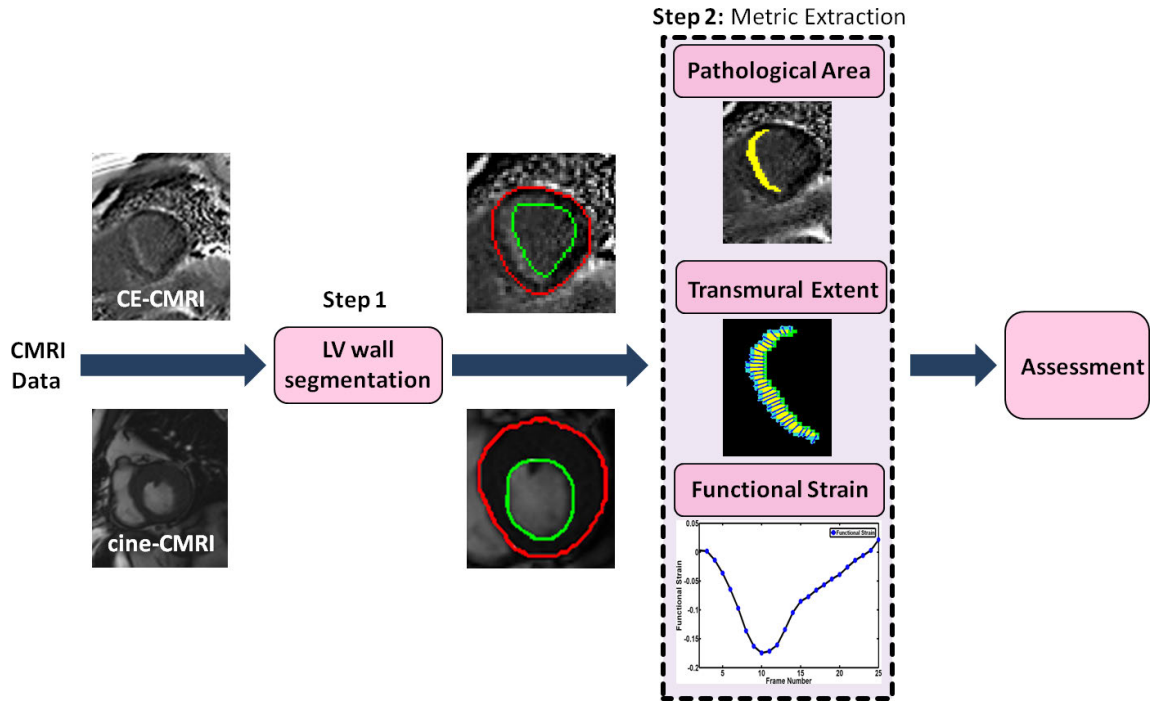 Step 2: Metric Extraction
Pathological Area
CE-CMRI
Step 1
CMRI
Data
LV wall
segmentation
Transmural Extent
Assessment
cine-CMRI
Functional Strain
0.05
0
-0.05
-0.1
-0.15
-0.2
Functional Strain
Functional Strain
5
10
15
20
25
Frame Number